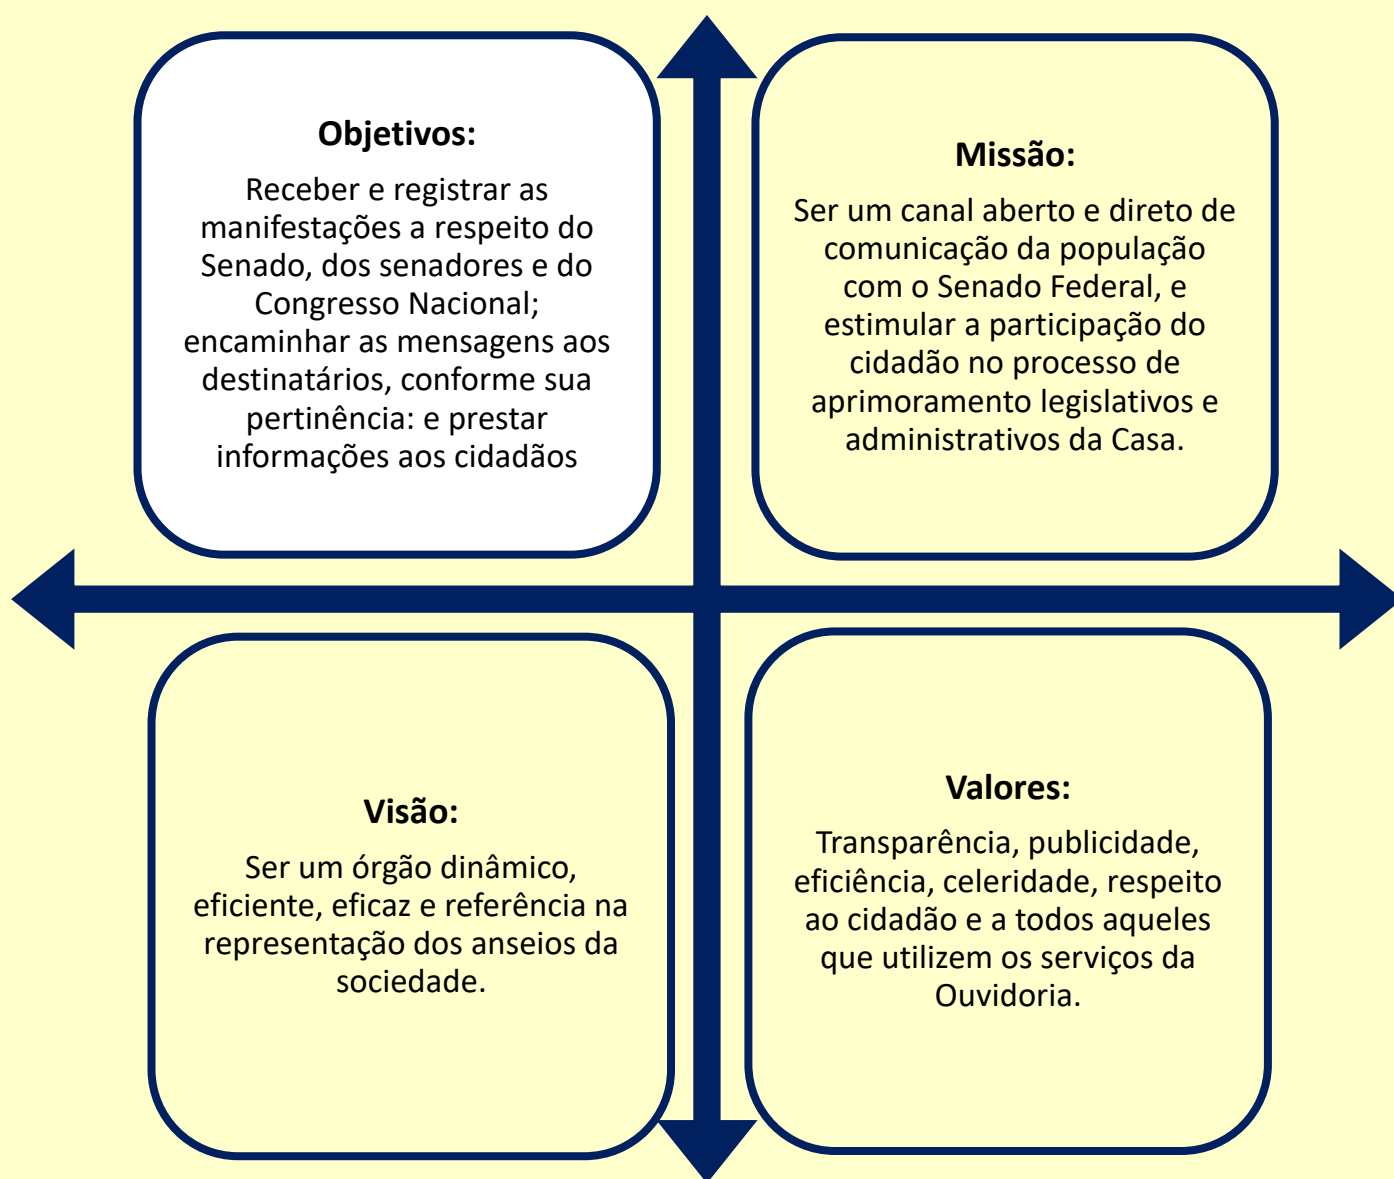 Objetivos:
Receber e registrar as
manifestações a respeito do
Senado, dos senadores e do
Congresso Nacional;
encaminhar as mensagens aos
destinatários, conforme sua
pertinência: e prestar
informações aos cidadãos
Missão:
Ser um canal aberto e direto de
comunicação da população
com o Senado Federal, e
estimular a participação do
cidadão no processo de
aprimoramento legislativos e
administrativos da Casa.
Visão:
Ser um órgão dinâmico,
eficiente, eficaz e referência na
representação dos anseios da
sociedade.
Valores:
Transparência, publicidade,
eficiência, celeridade, respeito
ao cidadão e a todos aqueles
que utilizem os serviços da
Ouvidoria.